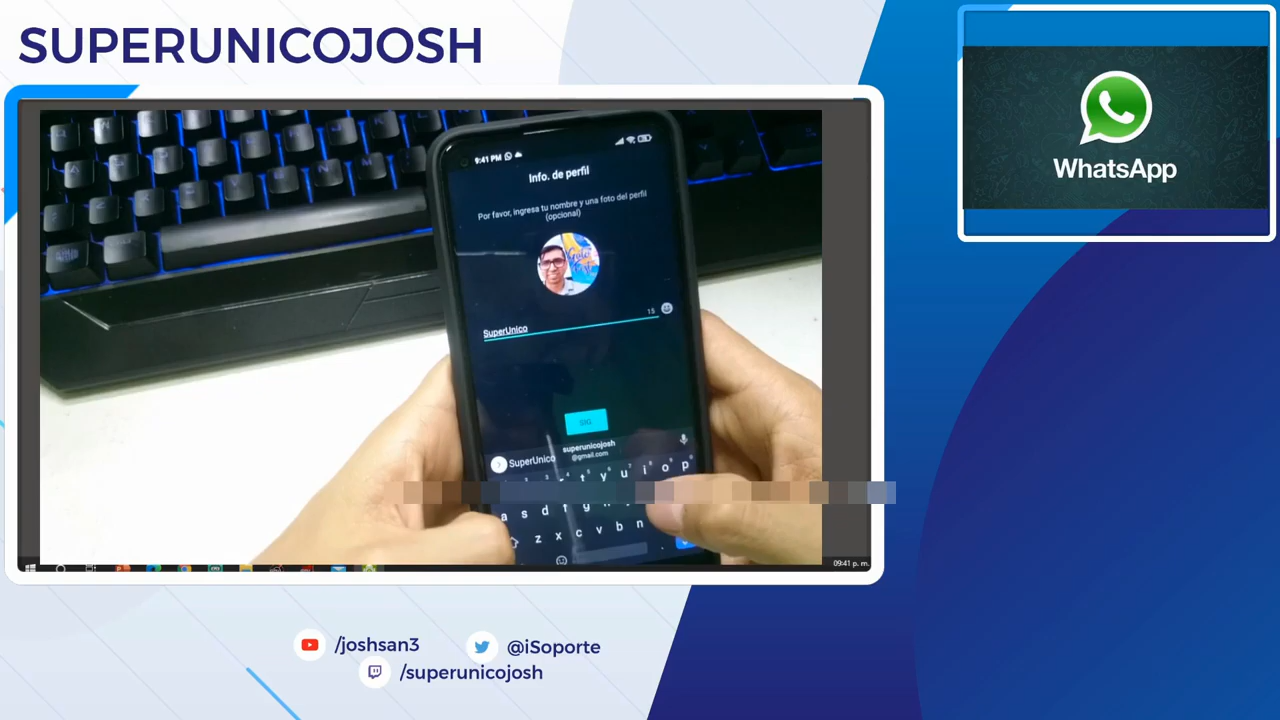 SUPERUNICOJOSH
WhatsApp
9:41 PM
Info. de perfil
Por favor, ingresa tu nombre y una foto del perfil
(opcional)
15
SuperUnico
superunicojosh
@gmail.com
SuperUnico
t y u i o p
a s d f g
z x c v b n
09:41 p. m.
/joshsan3
@iSoporte
/superunicojosh